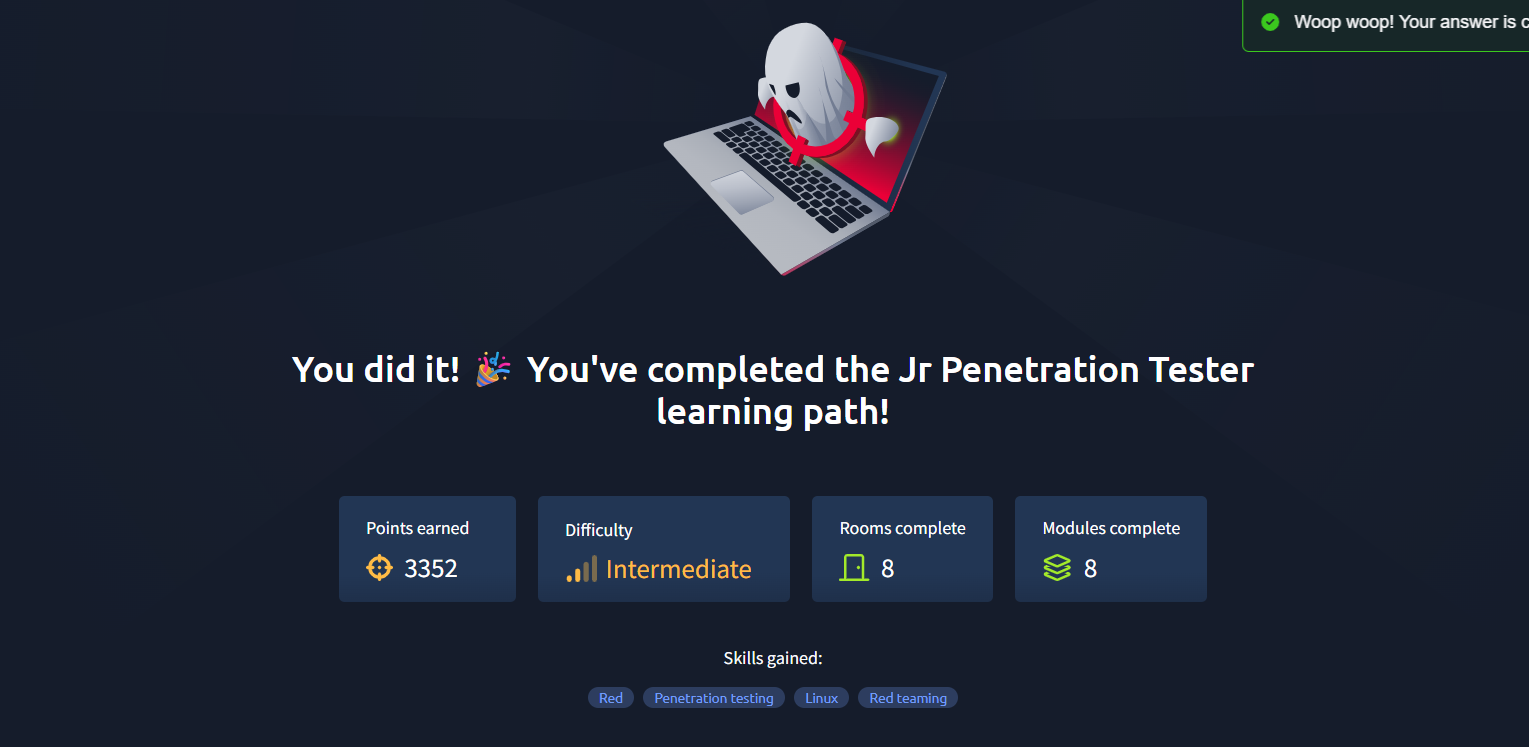 Woop woop! Your answer is
You did it! 🎉 You've completed the Jr Penetration Tester
learning path!
Points earned
3352
Difficulty
Intermediate
Rooms complete
8
Modules complete
8
Skills gained:
Red
Penetration testing
Linux
Red teaming